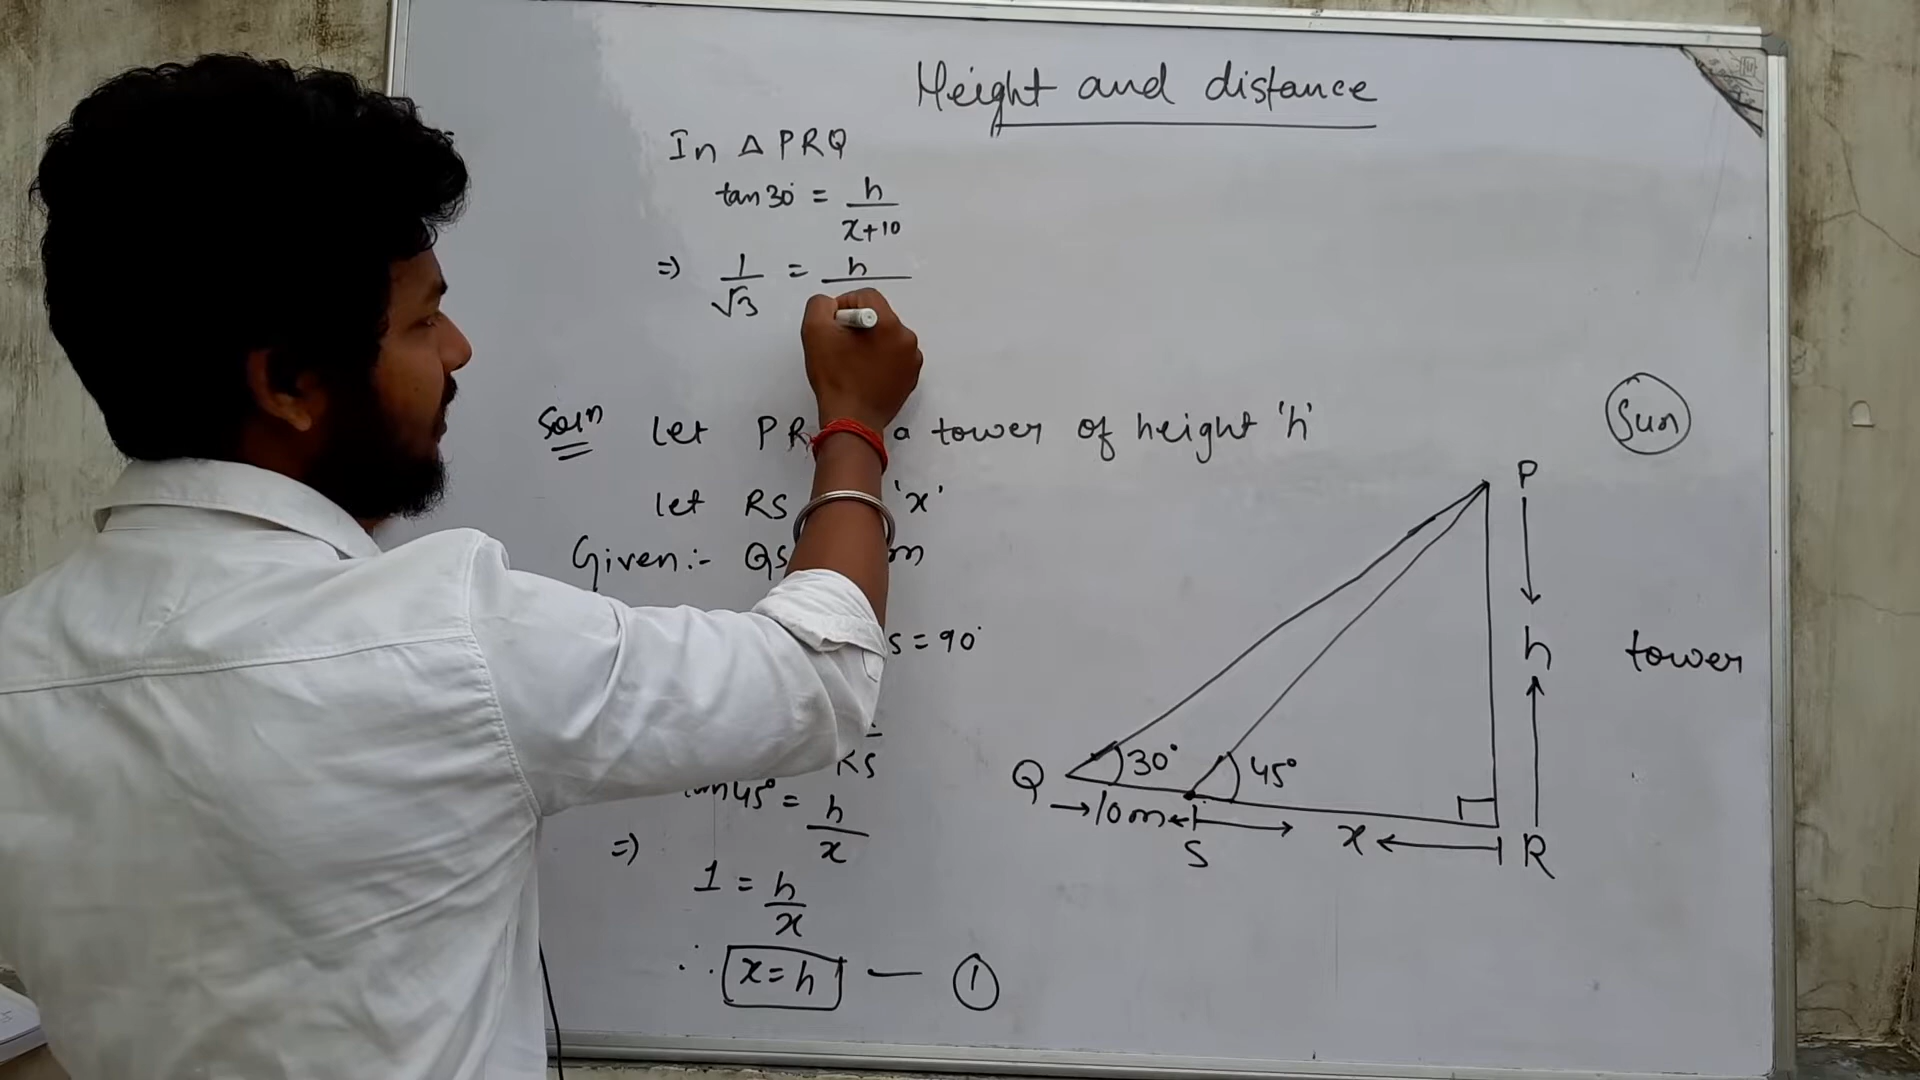 Height and distance
In Δ PRQ
tan 30° = h
x+10
=) 1 = h
√3
Soln Let PR a tower of height 'h'
let RS 'x'
Given:- QS m
S = 90°
RS
tan 45° = h
x
=)
1 = h
x
∴ x = h — ①
Sun
P
h
tower
Q
30°
45°
→10m←
x
S
R